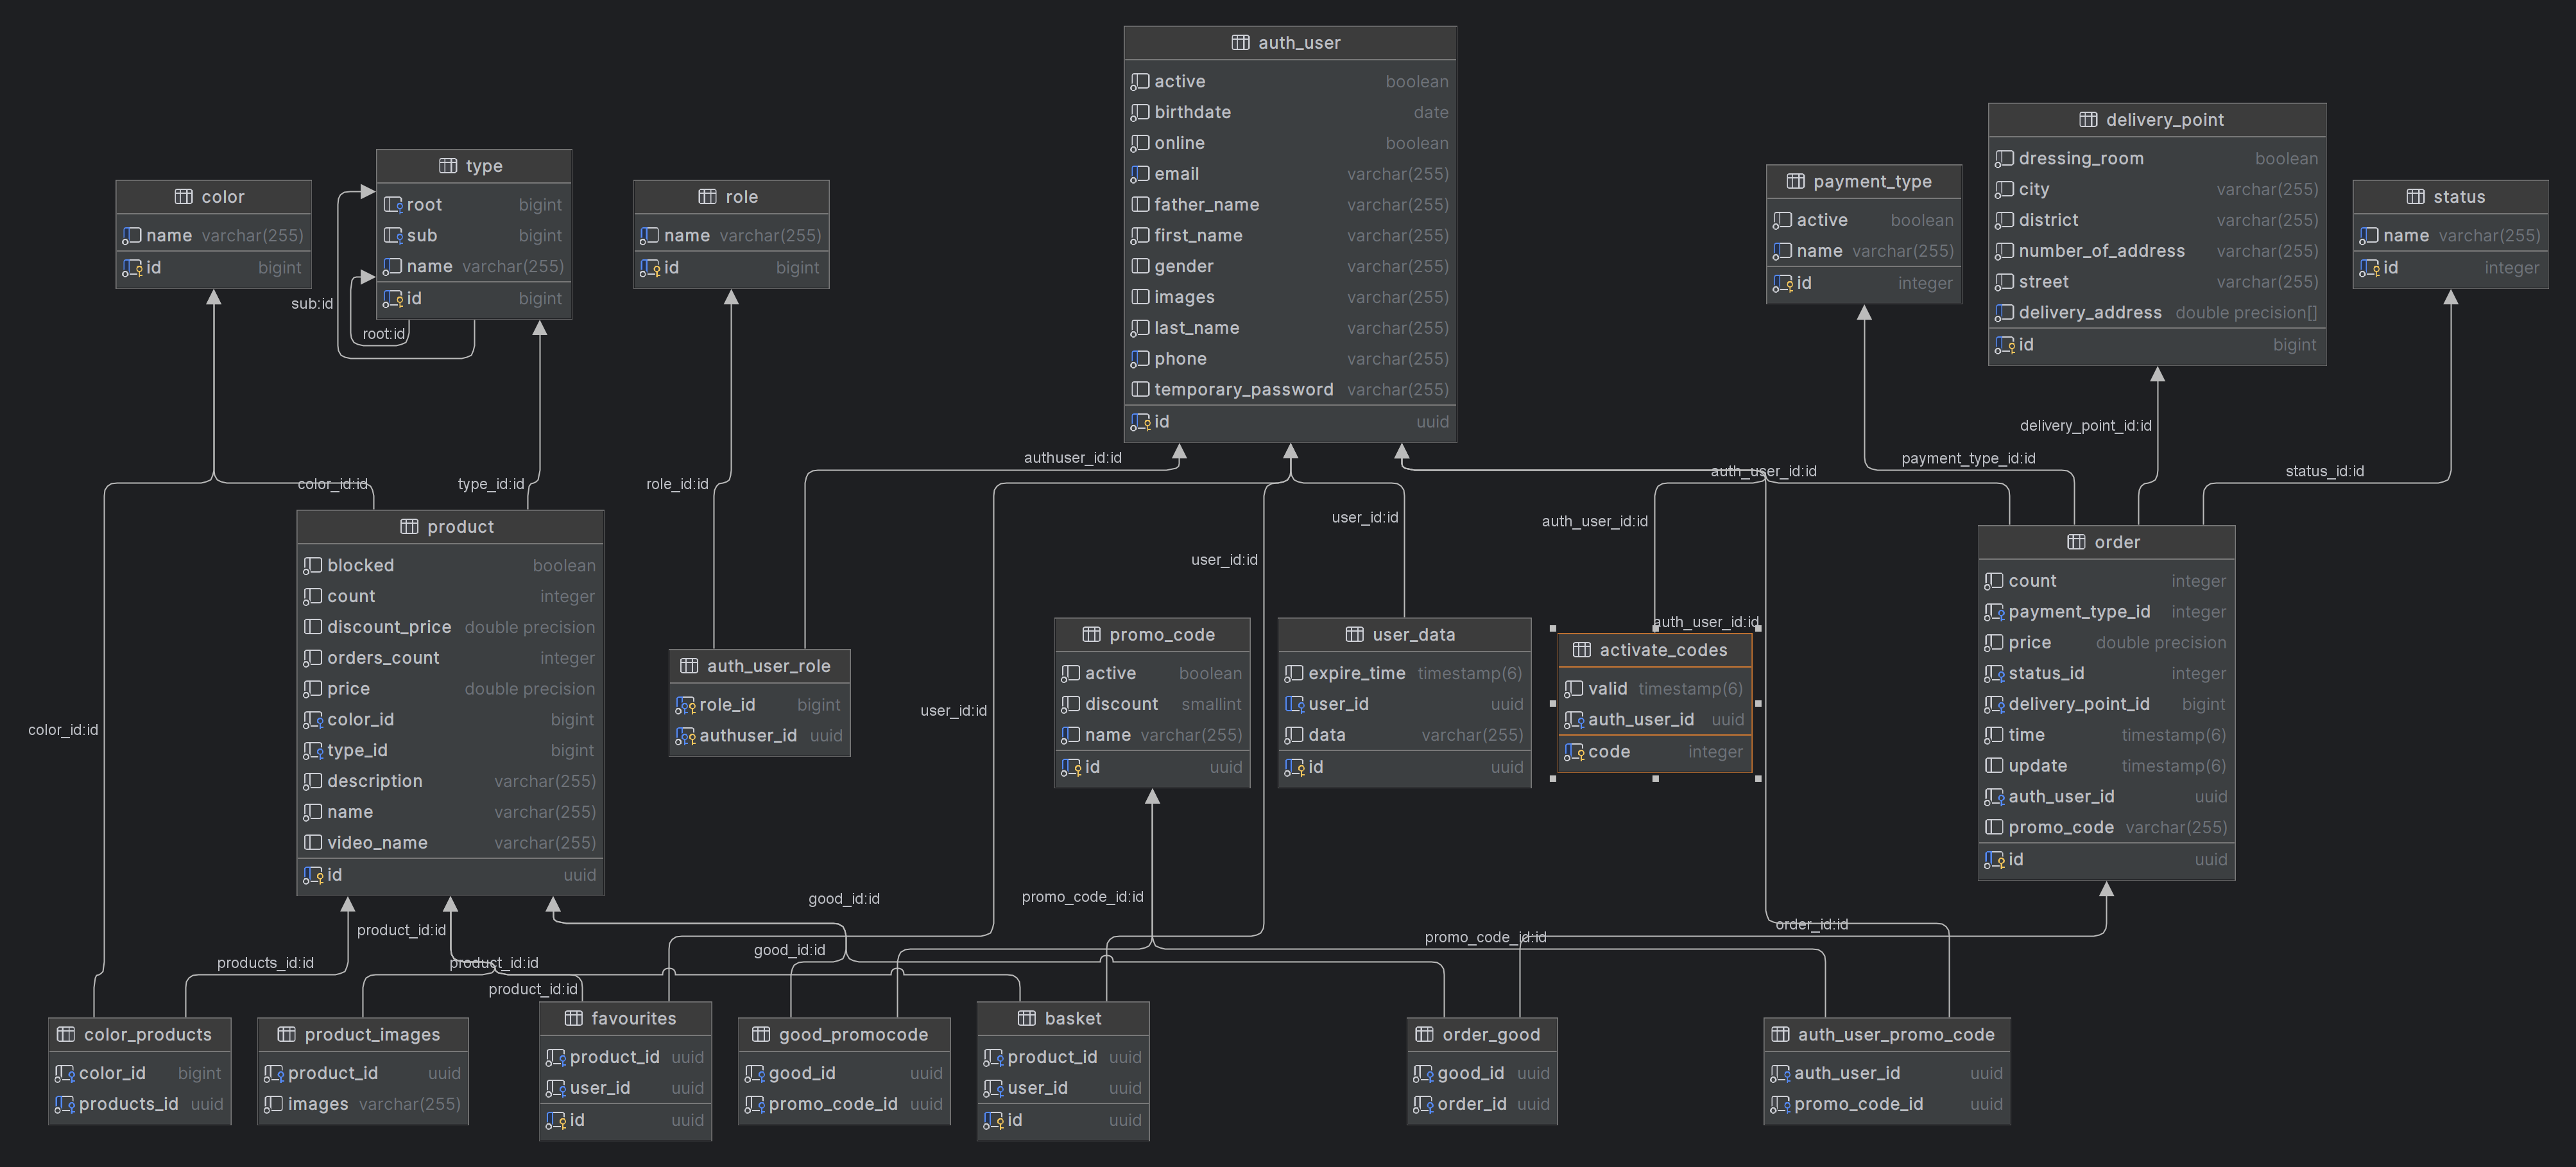 auth_user
active boolean
birthdate date
online boolean
email varchar(255)
father_name varchar(255)
first_name varchar(255)
gender varchar(255)
images varchar(255)
last_name varchar(255)
phone varchar(255)
temporary_password varchar(255)
id uuid
delivery_point
dressing_room boolean
city varchar(255)
district varchar(255)
number_of_address varchar(255)
street varchar(255)
delivery_address double precision[]
id bigint
type
root bigint
sub bigint
name varchar(255)
id bigint
sub:id
root:id
payment_type
active boolean
name varchar(255)
id integer
color
name varchar(255)
id bigint
role
name varchar(255)
id bigint
status
name varchar(255)
id integer
delivery_point_id:id
authuser_id:id
payment_type_id:id
auth_user_id:id
status_id:id
color_id:id
type_id:id
role_id:id
user_id:id
auth_user_id:id
user_id:id
product
blocked boolean
count integer
discount_price double precision
orders_count integer
price double precision
color_id bigint
type_id bigint
description varchar(255)
name varchar(255)
video_name varchar(255)
id uuid
order
count integer
payment_type_id integer
price double precision
status_id integer
delivery_point_id bigint
time timestamp(6)
update timestamp(6)
auth_user_id uuid
promo_code varchar(255)
id uuid
auth_user_id:id
promo_code
active boolean
discount smallint
name varchar(255)
id uuid
user_data
expire_time timestamp(6)
user_id uuid
data varchar(255)
id uuid
activate_codes
valid timestamp(6)
auth_user_id uuid
code integer
auth_user_role
role_id bigint
authuser_id uuid
user_id:id
color_id:id
promo_code_id:id
good_id:id
order_id:id
product_id:id
promo_code_id:id
good_id:id
products_id:id
product_id:id
product_id:id
color_products
color_id bigint
products_id uuid
product_images
product_id uuid
images varchar(255)
favourites
product_id uuid
user_id uuid
id uuid
good_promocode
good_id uuid
promo_code_id uuid
basket
product_id uuid
user_id uuid
id uuid
order_good
good_id uuid
order_id uuid
auth_user_promo_code
auth_user_id uuid
promo_code_id uuid